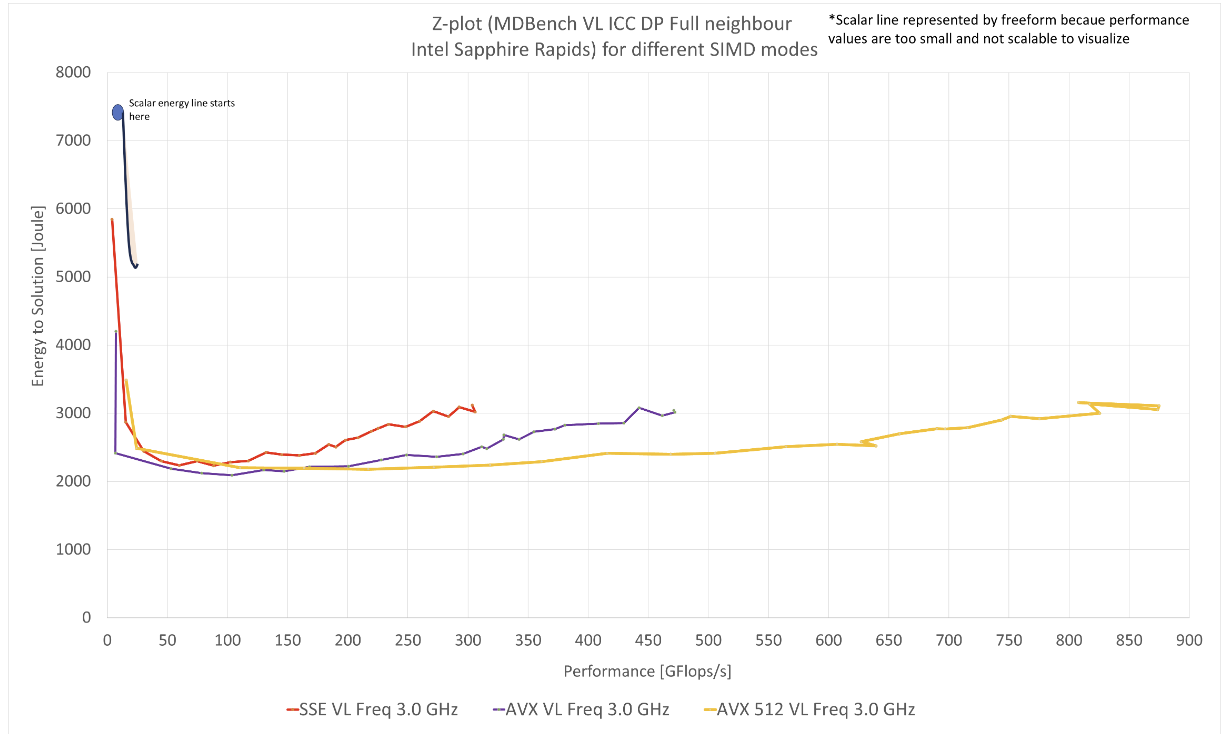 Z-plot (MDBench VL ICC DP Full neighbour
Intel Sapphire Rapids) for different SIMD modes
*Scalar line represented by freeform becaue performance
values are too small and not scalable to visualize
8000
7000
6000
5000
4000
3000
2000
1000
0
Energy to Solution [Joule]
Scalar energy line starts
here
0 50 100 150 200 250 300 350 400 450 500 550 600 650 700 750 800 850 900
Performance [GFlops/s]
SSE VL Freq 3.0 GHz AVX VL Freq 3.0 GHz AVX 512 VL Freq 3.0 GHz